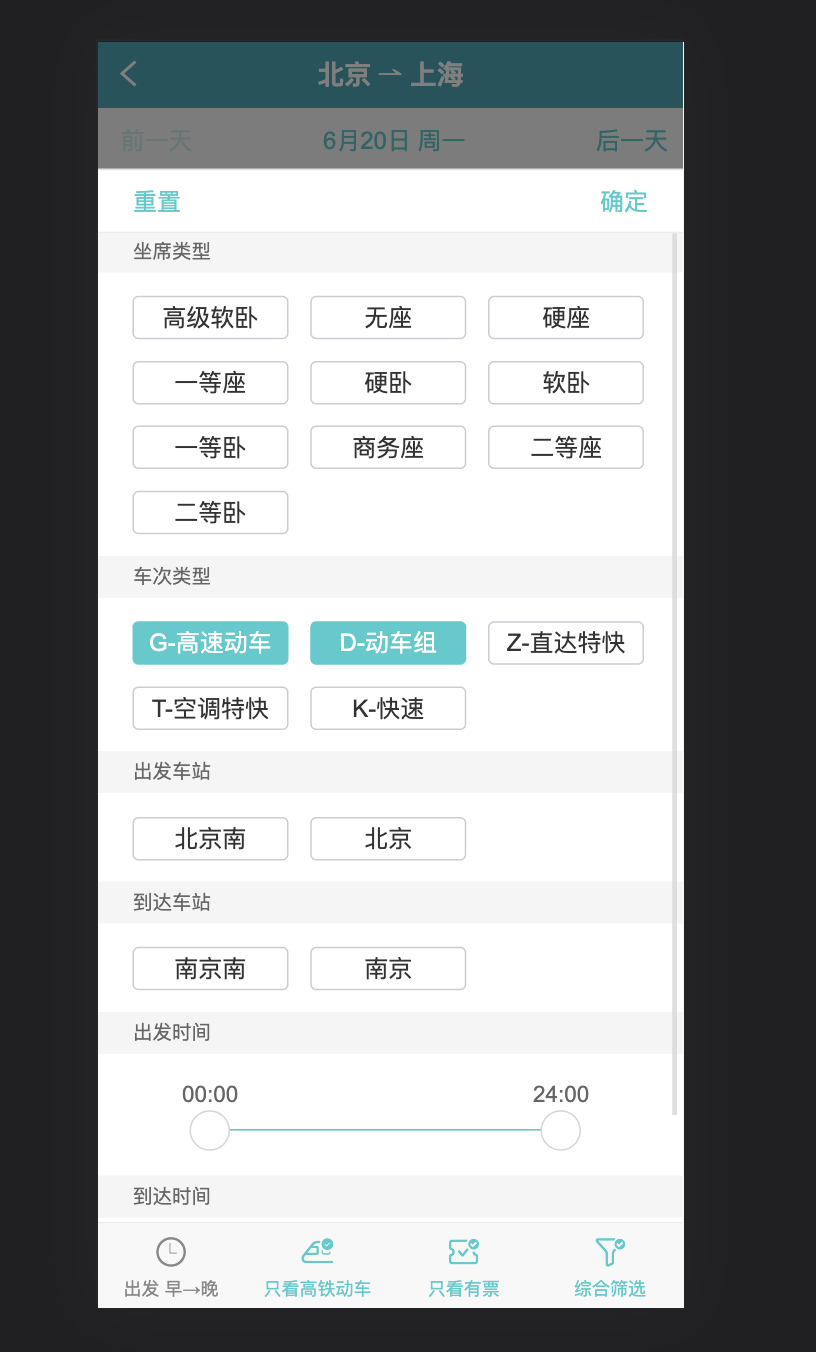 北京 ⇀ 上海
前一天 6月20日 周一 后一天
重置 确定
坐席类型
高级软卧 无座 硬座
一等座 硬卧 软卧
一等卧 商务座 二等座
二等卧
车次类型
G-高速动车 D-动车组 Z-直达特快
T-空调特快 K-快速
出发车站
北京南 北京
到达车站
南京南 南京
出发时间
00:00 24:00
到达时间
出发 早→晚 只看高铁动车 只看有票 综合筛选